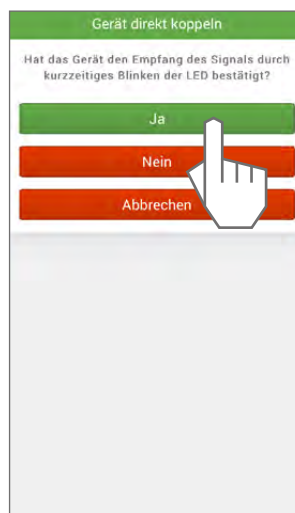 Gerät direkt koppeln
Hat das Gerät den Empfang des Signals durch
kurzzeitiges Blinken der LED bestätigt?
Ja
Nein
Abbrechen